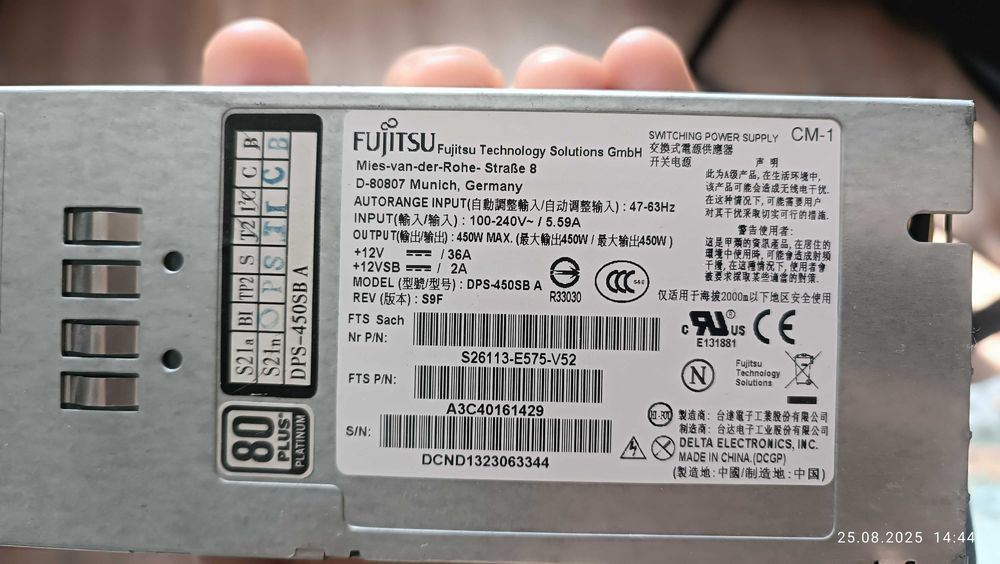 FUJITSU Fujitsu Technology Solutions GmbH
Mies-van-der-Rohe- Straße 8
D-80807 Munich, Germany
AUTORANGE INPUT(自動調整輸入/自动调整输入) : 47-63Hz
INPUT(輸入/输入) : 100-240V~ / 5.59A
OUTPUT(輸出/输出) : 450W MAX. (最大輸出450W / 最大输出450W )
+12V / 36A
+12VSB / 2A
MODEL (型號/型号) : DPS-450SB A
REV (版本) : S9F
R33030
FTS Sach
Nr P/N:
S26113-E575-V52
FTS P/N:
A3C40161429
S/N:
DCND1323063344
SWITCHING POWER SUPPLY CM-1
交換式電源供應器
开关电源
声 明
此为A级产品, 在生活环境中,
该产品可能会造成无线电干扰.
在这种情况下, 可能需要用户
对其干扰采取切实可行的措施.
警告使用者:
這是甲類的資訊產品, 在居住的
環境中使用時, 可能會造成射頻
干擾, 在這種情況下, 使用者會
被要求採取某些適當的對策.
仅适用于海拔2000m以下地区安全使用
c RU ® US CE
E131881
N
Fujitsu
Technology
Solutions
製造商: 台達電子工業股份有限公司
制造商: 台达电子工业股份有限公司
DELTA ELECTRONICS, INC.
MADE IN CHINA. (DCGP)
(製造地: 中國/制造地: 中国)
S21a BI TP2 S T2 I/C C B
S21n O P S T I C B
DPS-450SB A
80
PLUS®
PLATINUM
25.08.2025 14:44